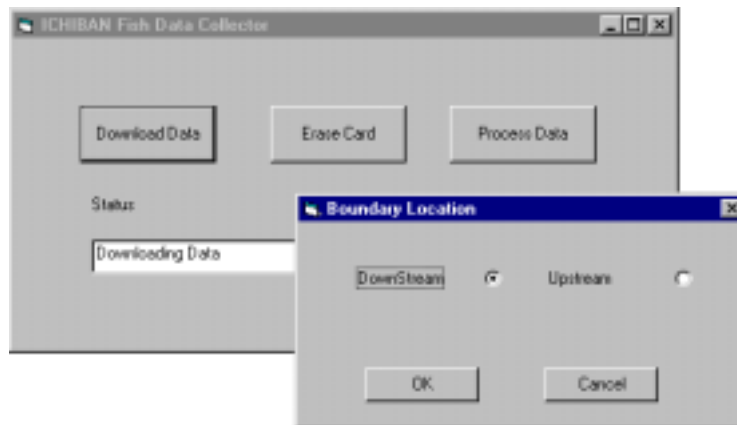 ICHIBAN Fish Data Collector
Download Data
Erase Card
Process Data
Status
Downloading Data
Boundary Location
DownStream
Upstream
OK
Cancel